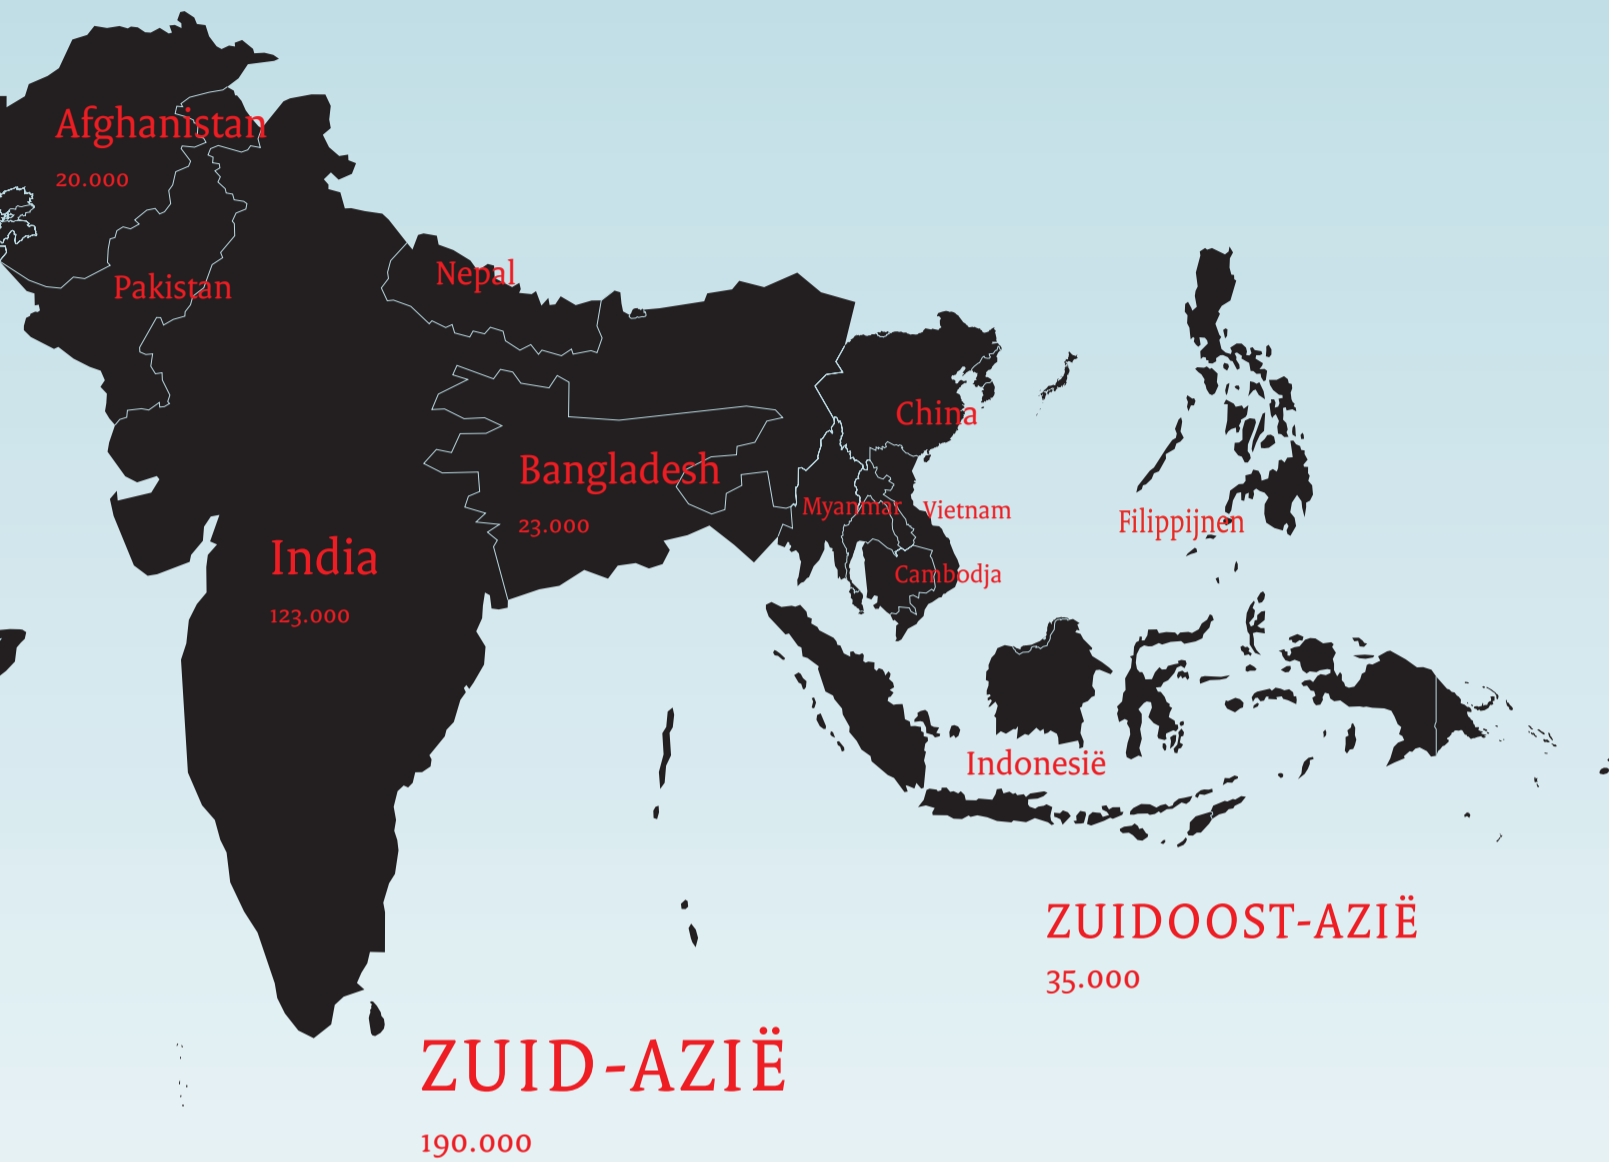 Afghanistan
20.000
Pakistan
Nepal
China
Bangladesh
23.000
Myanmar
Vietnam
Filippijnen
India
123.000
Cambodja
Indonesië
ZUIDOOST-AZIË
35.000
ZUID-AZIË
190.000